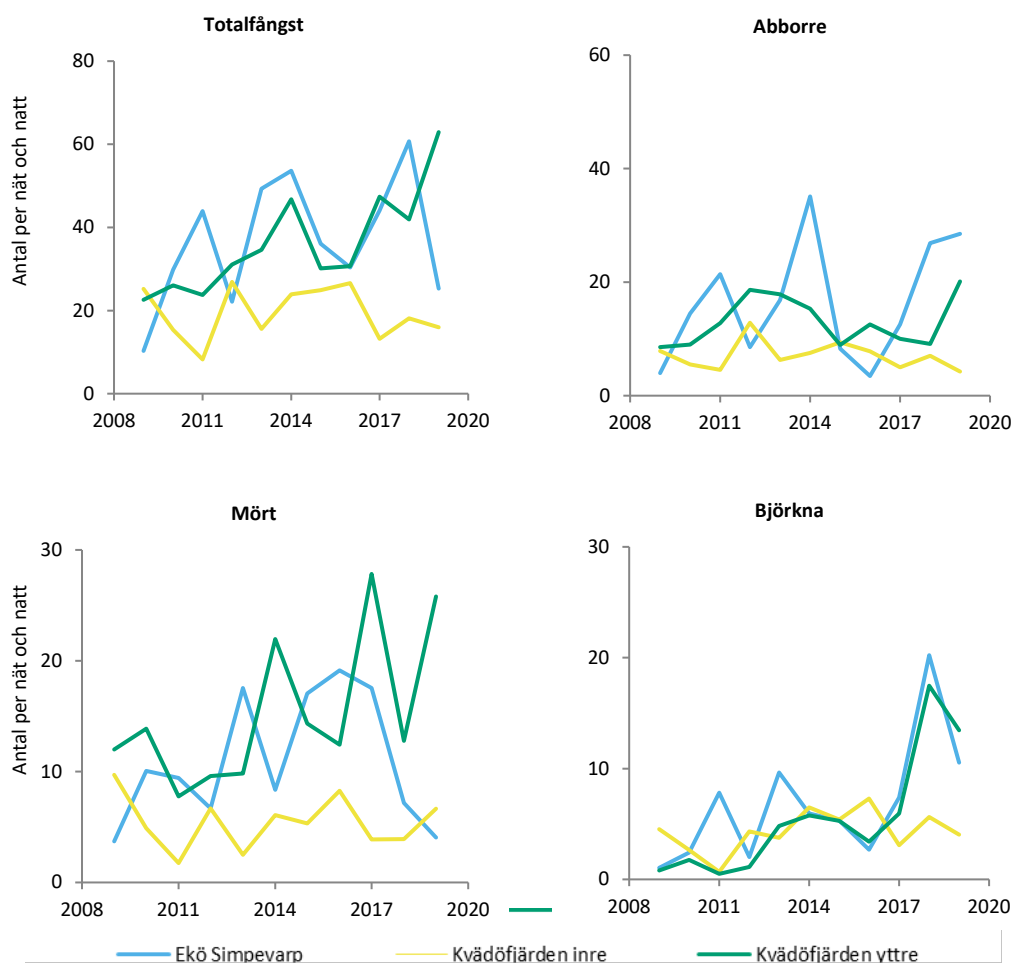 Totalfångst
Antal per nät och natt
80
60
40
20
0
2008 2011 2014 2017 2020
Abborre
60
40
20
0
2008 2011 2014 2017 2020
Mört
Antal per nät och natt
30
20
10
0
2008 2011 2014 2017 2020
Björkna
30
20
10
0
2008 2011 2014 2017 2020
Ekö Simpevarp Kvädöfjärden inre Kvädöfjärden yttre